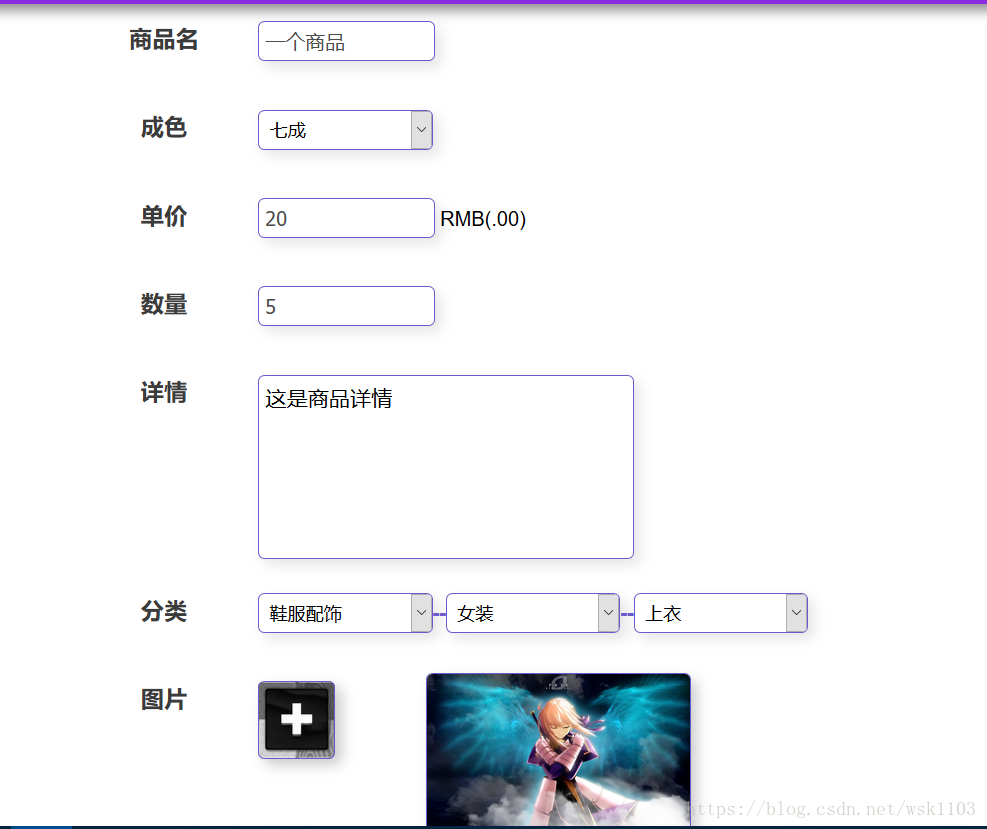 商品名 一个商品
成色 七成
单价 20 RMB(.00)
数量 5
详情 这是商品详情
分类 鞋服配饰 -- 女装 -- 上衣
图片
https://blog.csdn.net/wsk1103